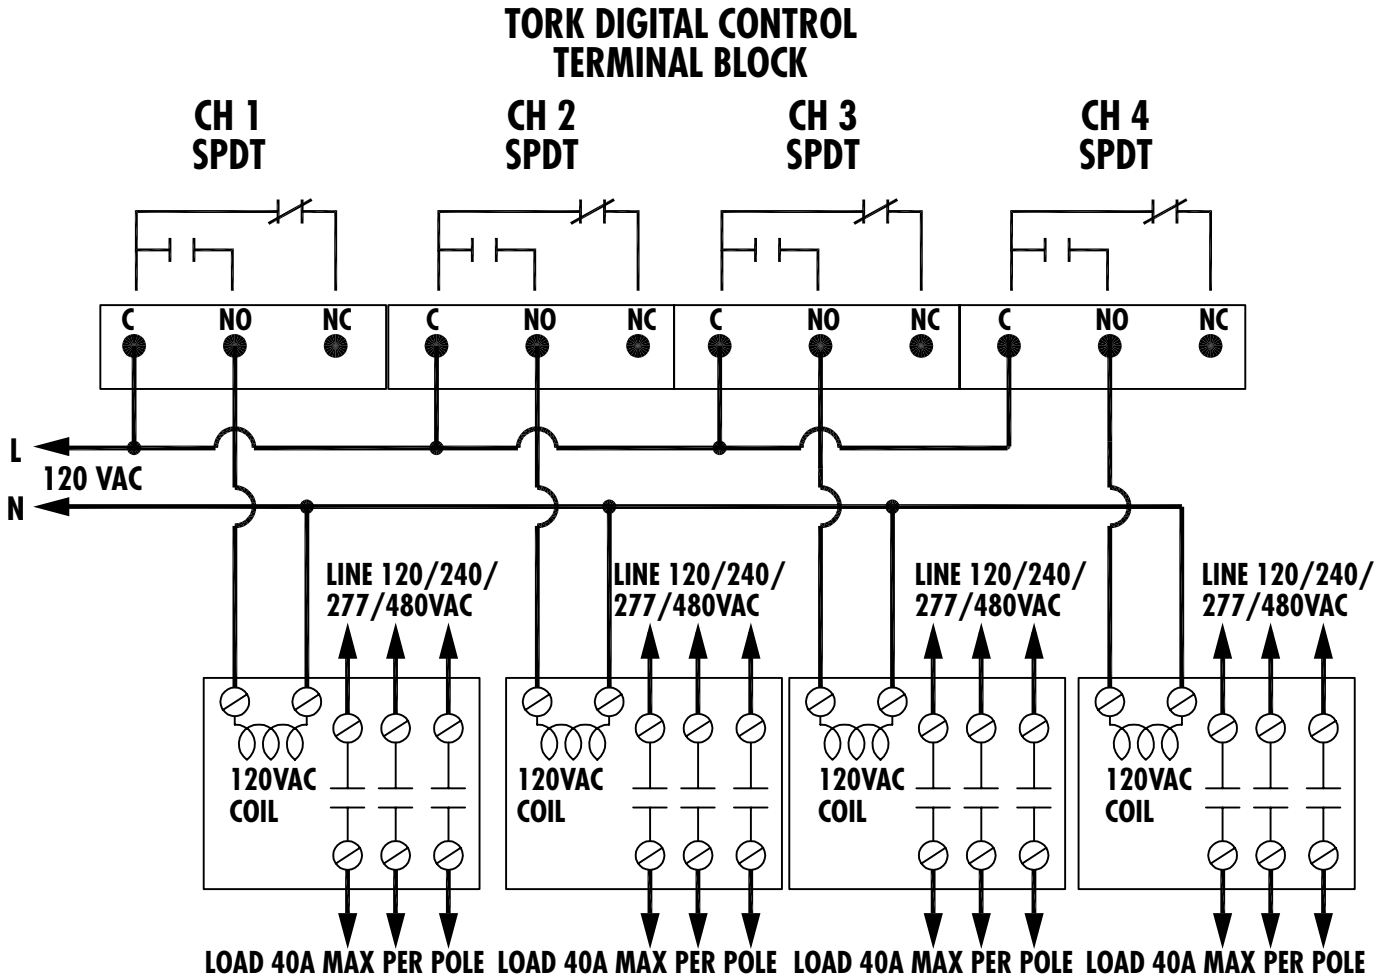 TORK DIGITAL CONTROL
TERMINAL BLOCK
CH 1
SPDT
CH 2
SPDT
CH 3
SPDT
CH 4
SPDT
C NO NC
C NO NC
C NO NC
C NO NC
L
120 VAC
N
LINE 120/240/
277/480VAC
LINE 120/240/
277/480VAC
LINE 120/240/
277/480VAC
LINE 120/240/
277/480VAC
120VAC
COIL
120VAC
COIL
120VAC
COIL
120VAC
COIL
LOAD 40A MAX PER POLE
LOAD 40A MAX PER POLE
LOAD 40A MAX PER POLE
LOAD 40A MAX PER POLE